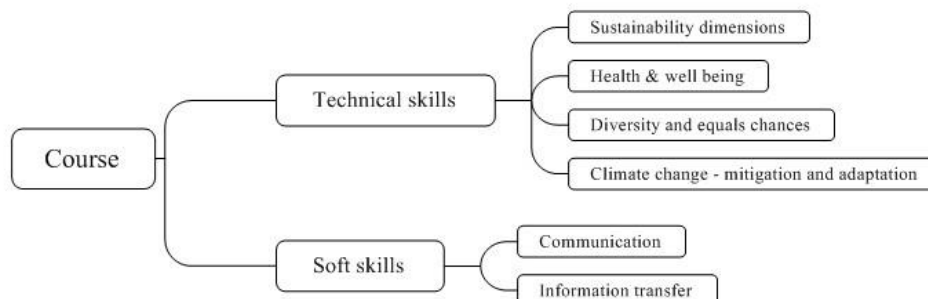 Course
Technical skills
Sustainability dimensions
Health & well being
Diversity and equals chances
Climate change - mitigation and adaptation
Soft skills
Communication
Information transfer